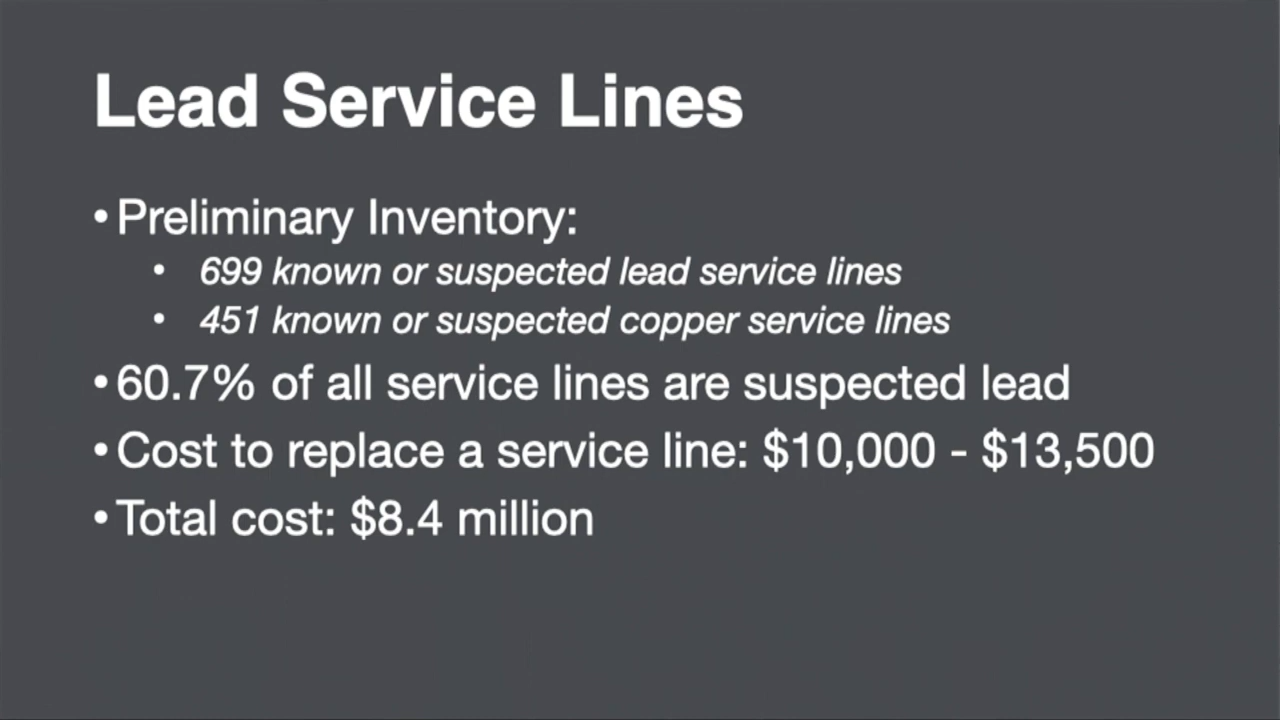 Lead Service Lines
• Preliminary Inventory:
• 699 known or suspected lead service lines
• 451 known or suspected copper service lines
• 60.7% of all service lines are suspected lead
• Cost to replace a service line: $10,000 - $13,500
• Total cost: $8.4 million